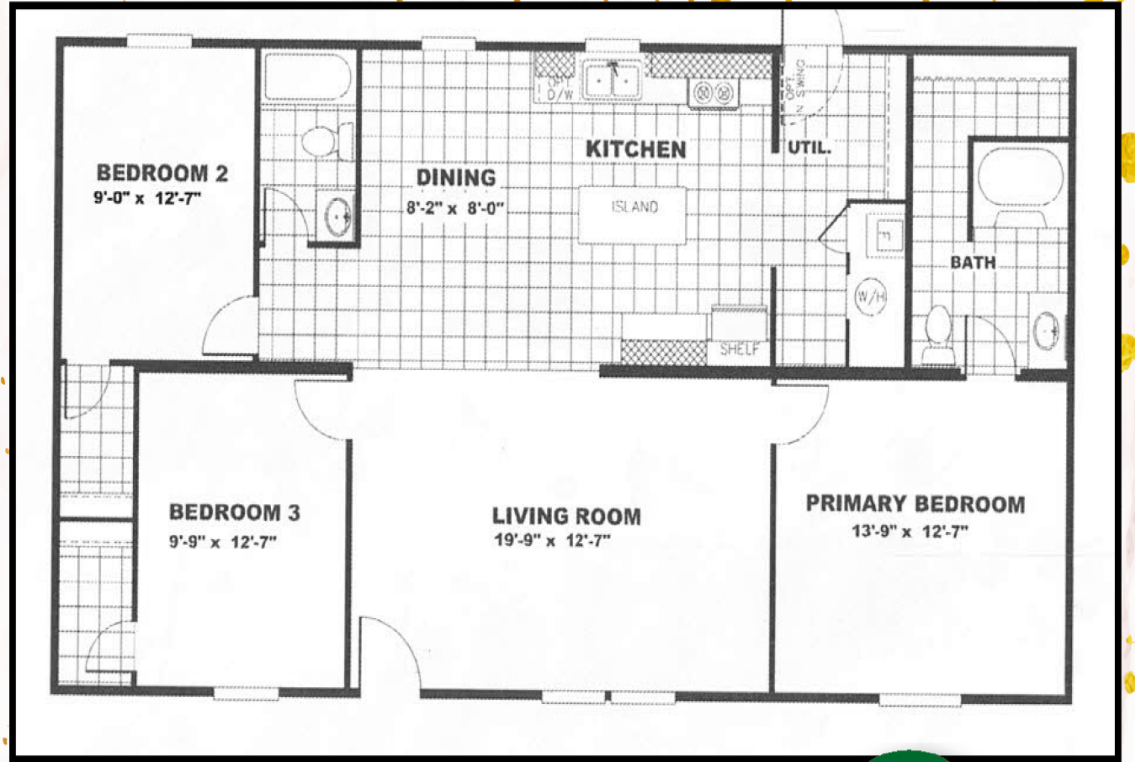 BEDROOM 2
9'-0" x 12'-7"
DINING
8'-2" x 8'-0"
OPT
D/W
KITCHEN
ISLAND
SHELF
OPT.
N SWING
UTIL.
F
W/H
BATH
BEDROOM 3
9'-9" x 12'-7"
LIVING ROOM
19'-9" x 12'-7"
PRIMARY BEDROOM
13'-9" x 12'-7"